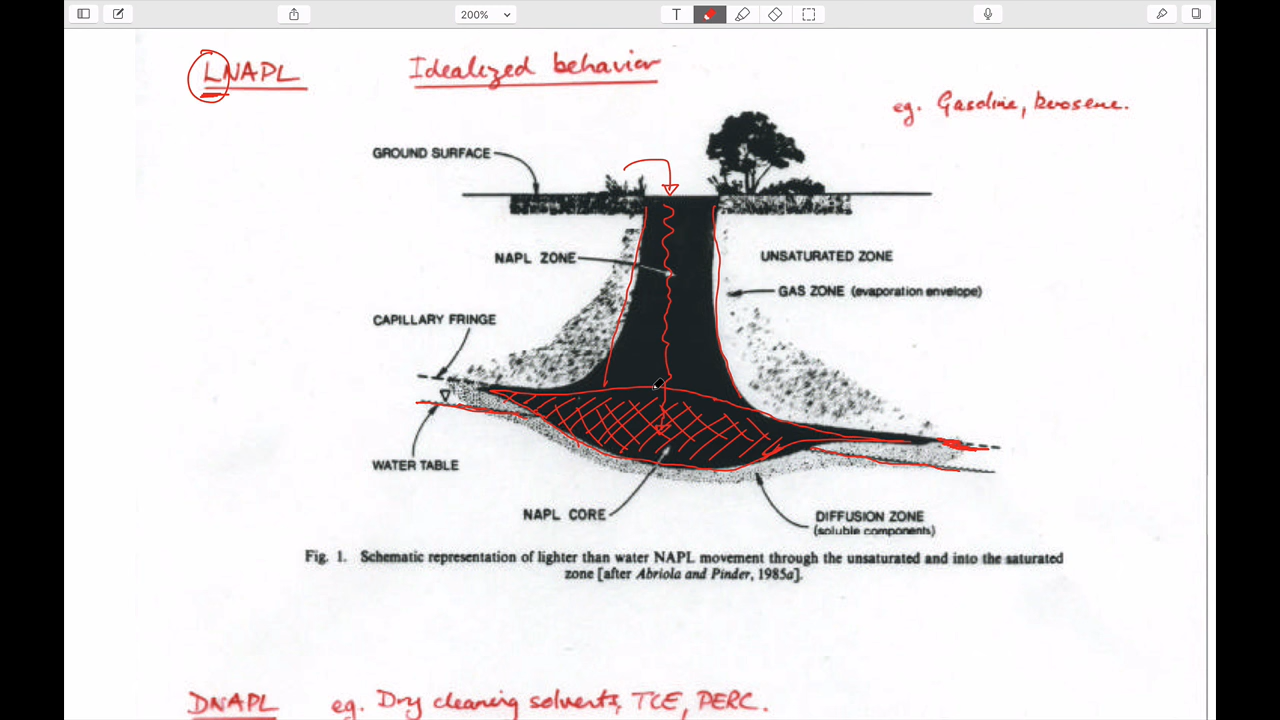 200%
T
LNAPL Idealized behavior
eg. Gasoline, kerosene.
GROUND SURFACE
NAPL ZONE
UNSATURATED ZONE
GAS ZONE (evaporation envelope)
CAPILLARY FRINGE
WATER TABLE
NAPL CORE
DIFFUSION ZONE
(soluble components)
Fig. 1. Schematic representation of lighter than water NAPL movement through the unsaturated and into the saturated
zone [after Abriola and Pinder, 1985a].
DNAPL eg. Dry cleaning solvents, TCE, PERC.